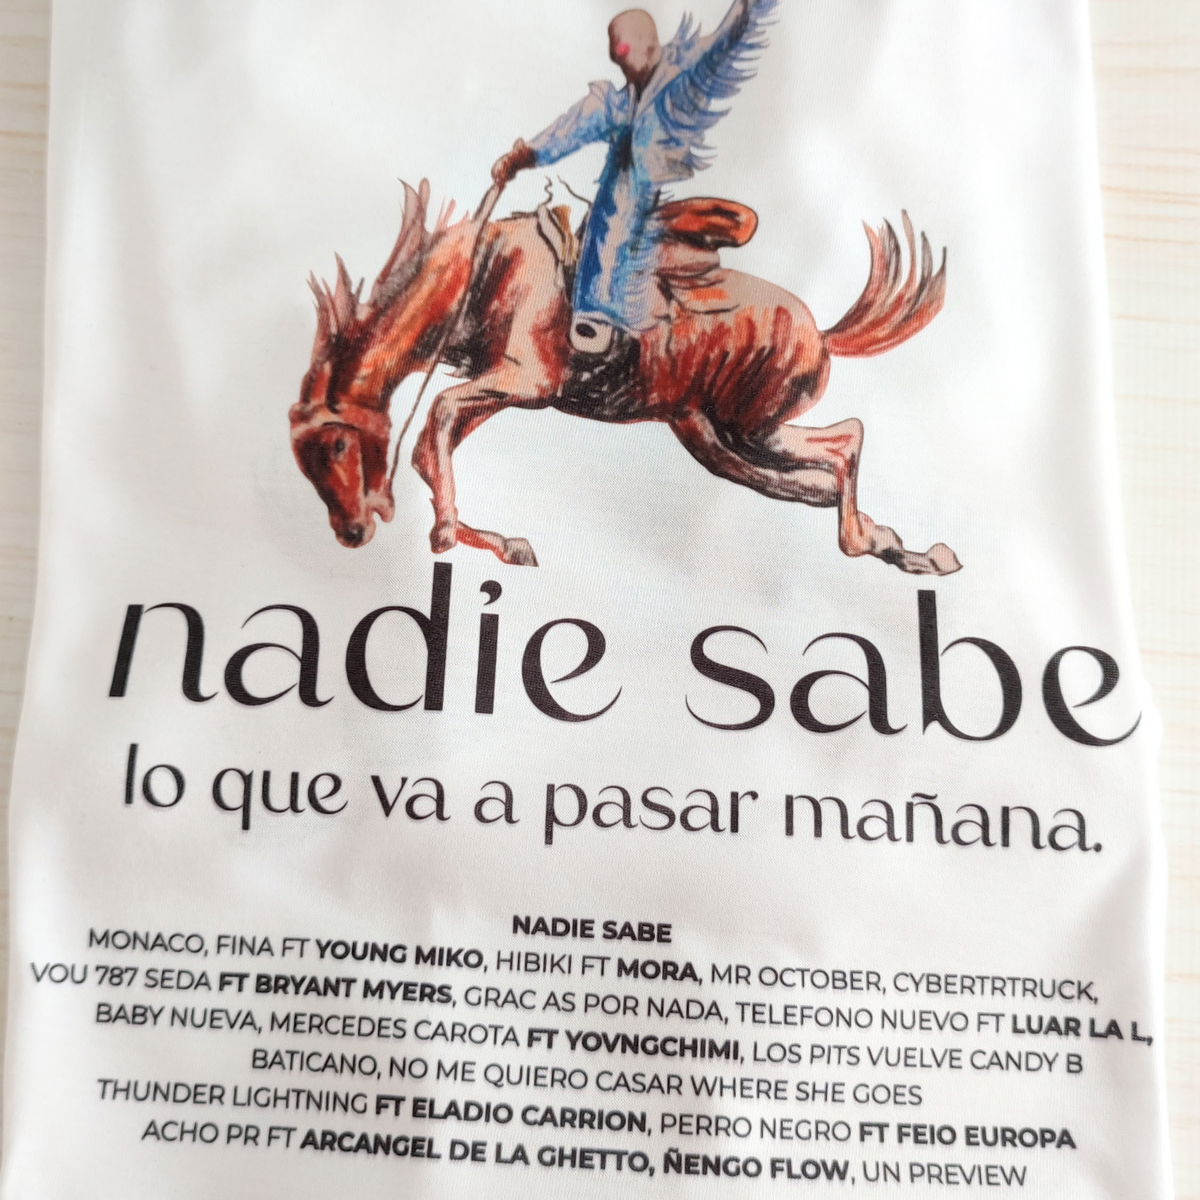 nadie sabe
lo que va a pasar mañana.
NADIE SABE
MONACO, FINA FT YOUNG MIKO, HIBIKI FT MORA, MR OCTOBER, CYBERTRTRUCK,
VOU 787 SEDA FT BRYANT MYERS, GRAC AS POR NADA, TELEFONO NUEVO FT LUAR LA L,
BABY NUEVA, MERCEDES CAROTA FT YOVNGCHIMI, LOS PITS VUELVE CANDY B
BATICANO, NO ME QUIERO CASAR WHERE SHE GOES
THUNDER LIGHTNING FT ELADIO CARRION, PERRO NEGRO FT FEIO EUROPA
ACHO PR FT ARCANGEL DE LA GHETTO, ÑENGO FLOW, UN PREVIEW